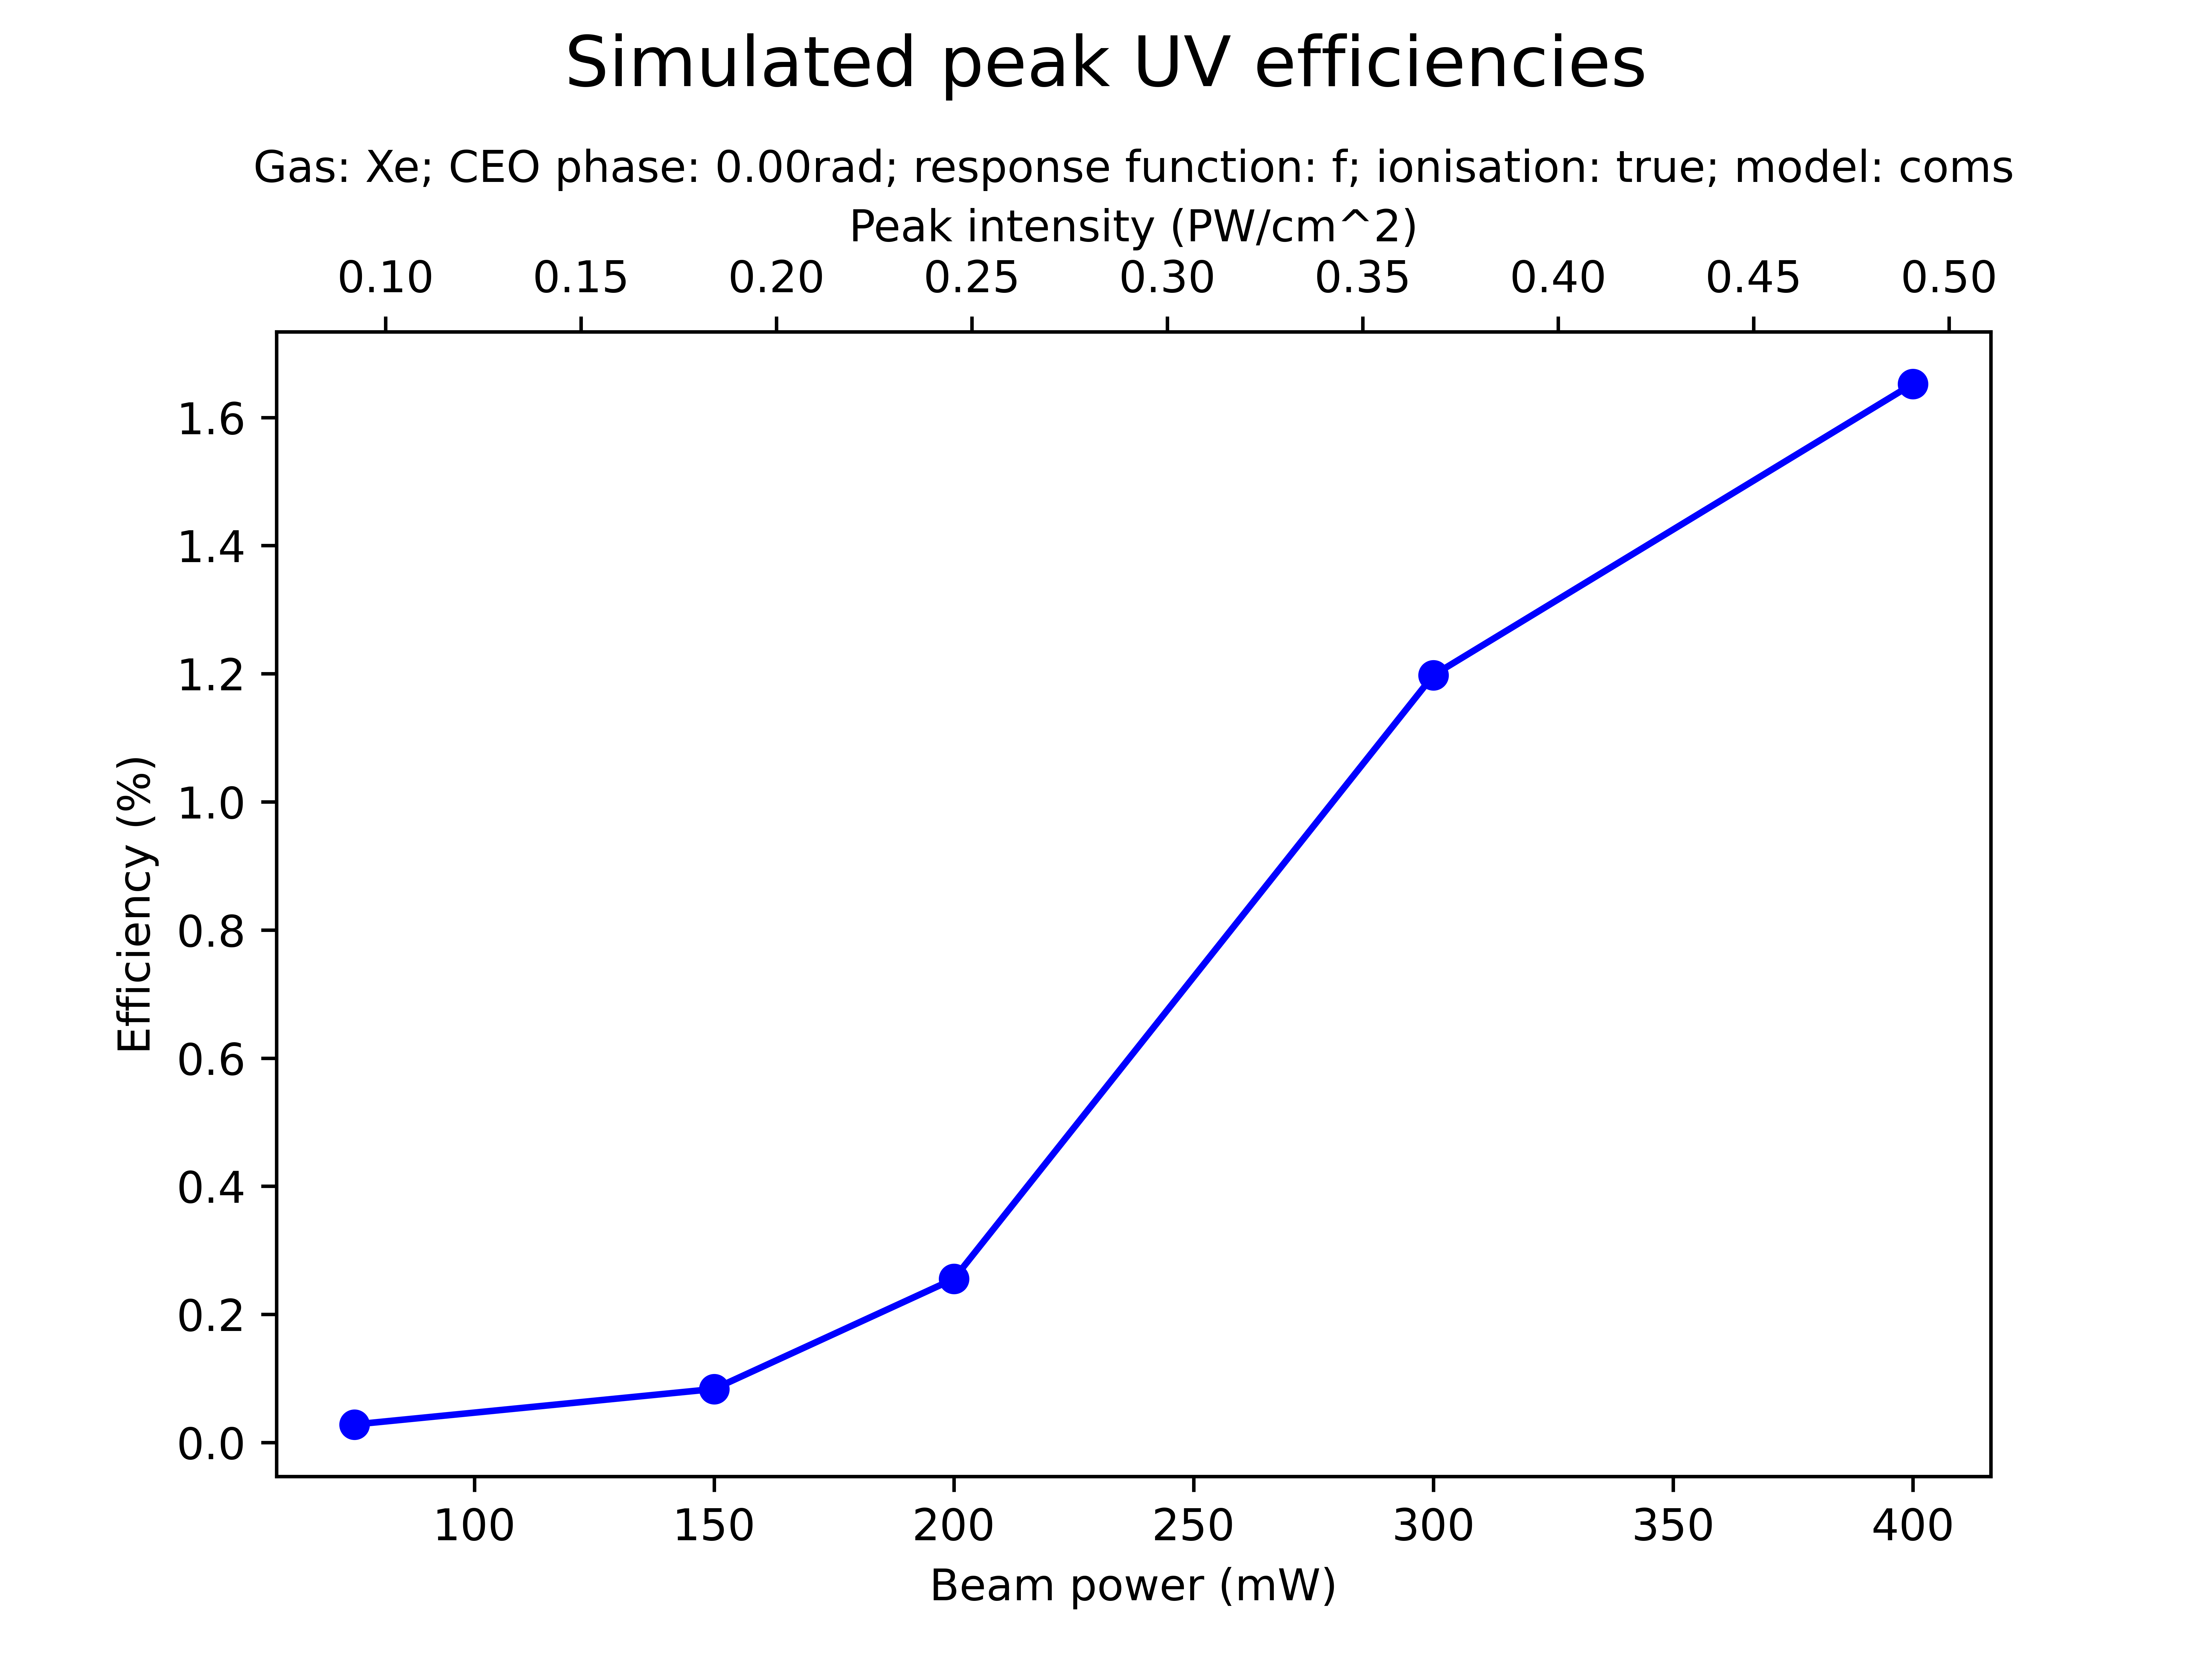 Simulated peak UV efficiencies
Gas: Xe; CEO phase: 0.00rad; response function: f; ionisation: true; model: coms
Peak intensity (PW/cm^2)
0.10 0.15 0.20 0.25 0.30 0.35 0.40 0.45 0.50
1.6
1.4
1.2
1.0
0.8
0.6
0.4
0.2
0.0
Efficiency (%)
100 150 200 250 300 350 400
Beam power (mW)